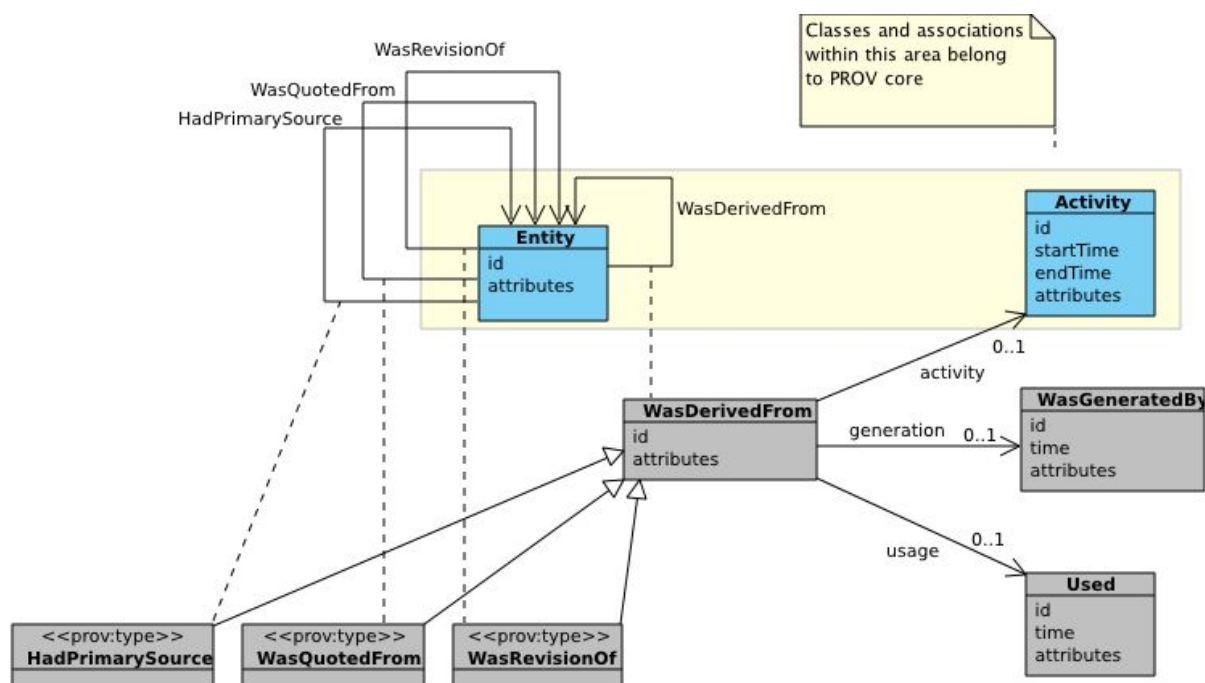 Classes and associations
within this area belong
to PROV core
WasRevisionOf
WasQuotedFrom
HadPrimarySource
WasDerivedFrom
Entity
id
attributes
Activity
id
startTime
endTime
attributes
0..1
activity
WasDerivedFrom
id
attributes
generation
0..1
WasGeneratedBy
id
time
attributes
0..1
usage
Used
id
time
attributes
<<prov:type>>
HadPrimarySource
<<prov:type>>
WasQuotedFrom
<<prov:type>>
WasRevisionOf